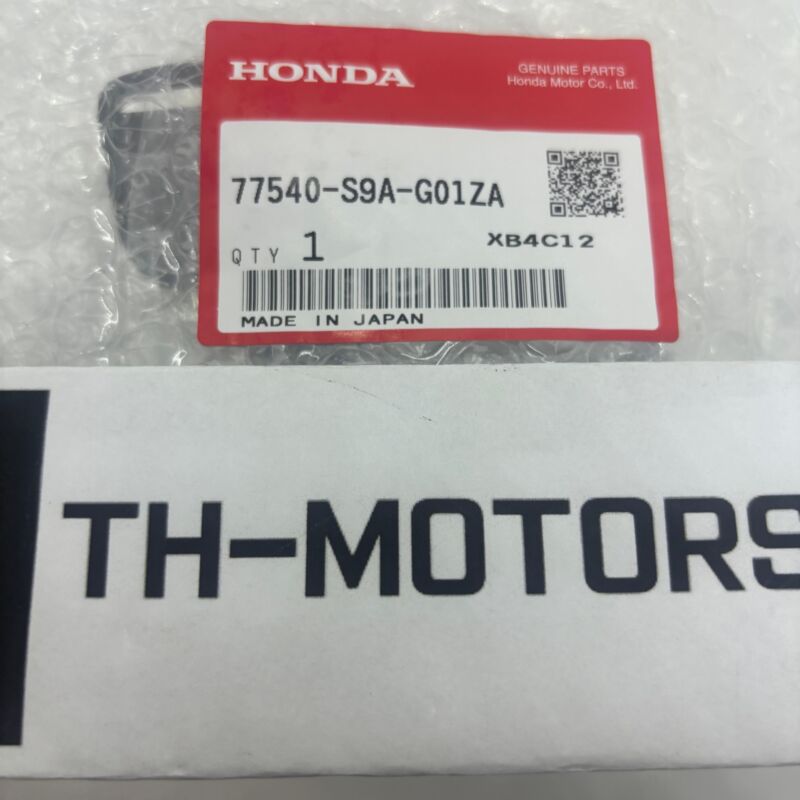 HONDA
GENUINE PARTS
Honda Motor Co., Ltd.
77540-S9A-G01ZA
QTY 1
XB4C12
MADE IN JAPAN
TH-MOTORS